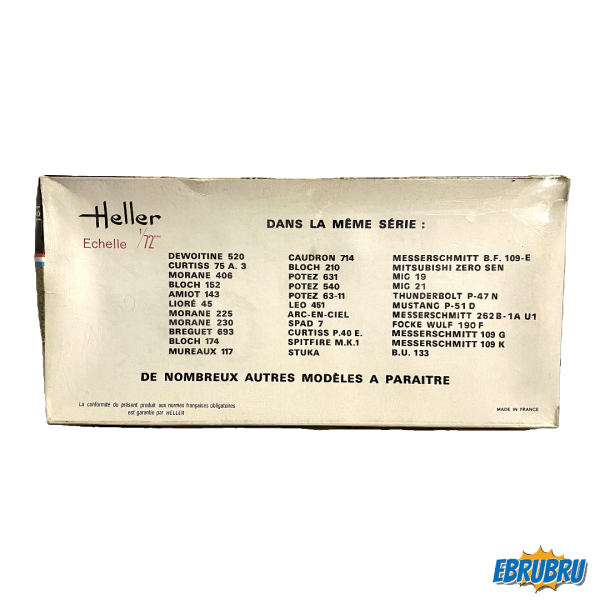 Heller
Echelle 1/72ème
DANS LA MÊME SÉRIE :
DEWOITINE 520
CURTISS 75 A. 3
MORANE 406
BLOCH 152
AMIOT 143
LIORÉ 45
MORANE 225
MORANE 230
BREGUET 693
BLOCH 174
MUREAUX 117
CAUDRON 714
BLOCH 210
POTEZ 631
POTEZ 540
POTEZ 63-11
LEO 451
ARC-EN-CIEL
SPAD 7
CURTISS P.40 E.
SPITFIRE M.K.1
STUKA
MESSERSCHMITT B.F. 109-E
MITSUBISHI ZERO SEN
MIG 19
MIG 21
THUNDERBOLT P-47 N
MUSTANG P-51 D
MESSERSCHMITT 262 B-1A U1
FOCKE WULF 190 F
MESSERSCHMITT 109 G
MESSERSCHMITT 109 K
B.U. 133
DE NOMBREUX AUTRES MODÈLES A PARAITRE
La conformité du présent produit aux normes françaises obligatoires
est garantie par HELLER
MADE IN FRANCE
EBRUBRU